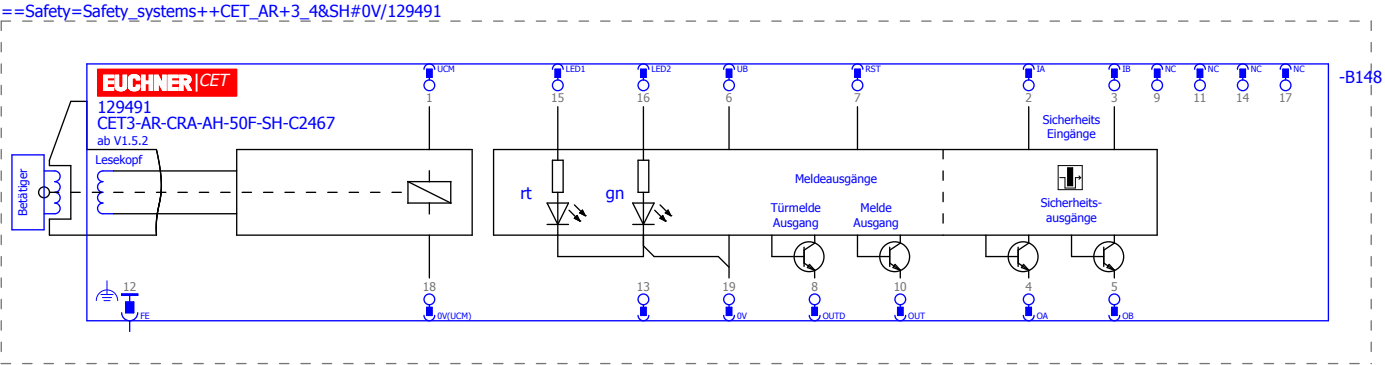 ==Safety=Safety_systems++CET_AR+3_4&SH#0V/129491
UCM
LED1
LED2
UB
RST
IA
IB
NC
NC
NC
NC
-B148
EUCHNER CET
1
15
16
6
7
2
3
9
11
14
17
129491
CET3-AR-CRA-AH-50F-SH-C2467
ab V1.5.2
Sicherheits
Eingänge
Lesekopf
Betätiger
rt
gn
Meldeausgänge
Türmelde
Ausgang
Melde
Ausgang
Sicherheits-
ausgänge
12
18
13
19
8
10
4
5
FE
0V(UCM)
0V
OUTD
OUT
OA
OB